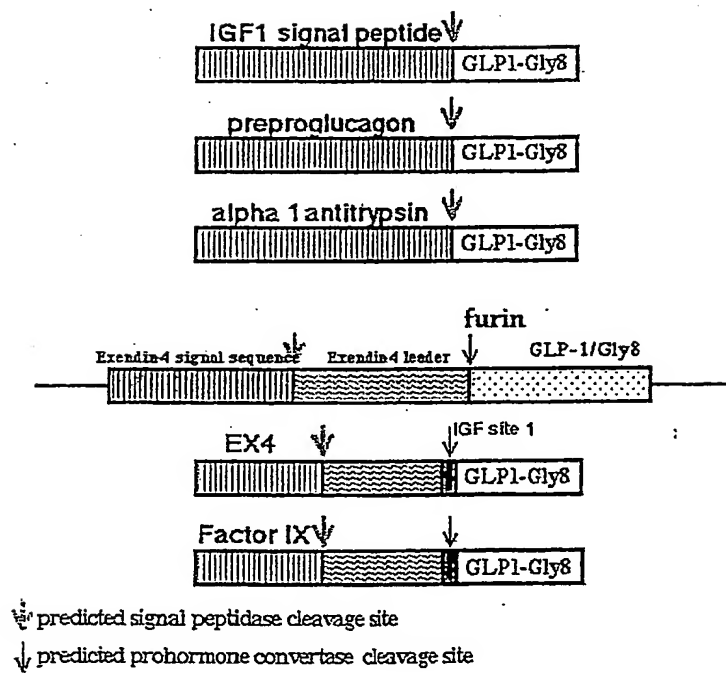 IGF1 signal peptide
GLP1-Gly8
preproglucagon
GLP1-Gly8
alpha 1 antitrypsin
GLP1-Gly8
furin
Exendin4 signal sequence
Exendin4 leader
GLP-1/Gly8
EX4
IGF site 1
GLP1-Gly8
Factor IX
GLP1-Gly8
predicted signal peptidase cleavage site
predicted prohormone convertase cleavage site